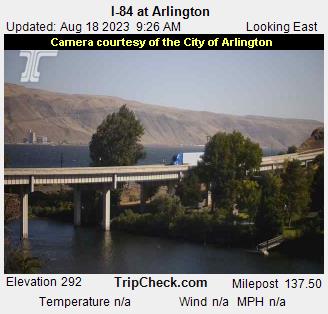 I-84 at Arlington
Updated: Aug 18 2023 9:26 AM Looking East
Camera courtesy of the City of Arlington
Elevation 292 TripCheck.com Milepost 137.50
Temperature n/a Wind n/a MPH n/a